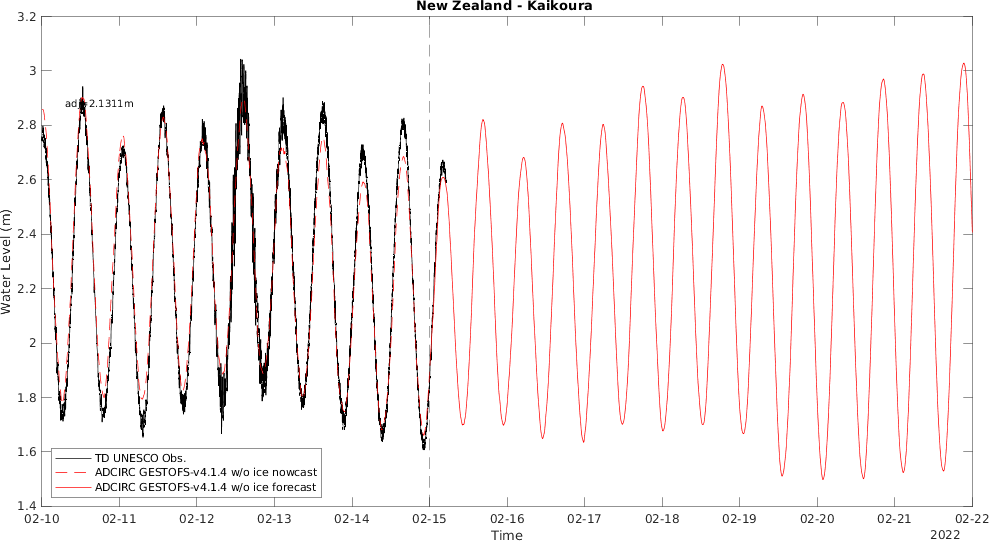 New Zealand - Kaikoura
3.2
3
2.8
2.6
2.4
2.2
2
1.8
1.6
1.4
Water Level (m)
2.1311m
TD UNESCO Obs.
ADCIRC GESTOFS-v4.1.4 w/o ice nowcast
ADCIRC GESTOFS-v4.1.4 w/o ice forecast
02-10 02-11 02-12 02-13 02-14 02-15 02-16 02-17 02-18 02-19 02-20 02-21 02-22
Time
2022